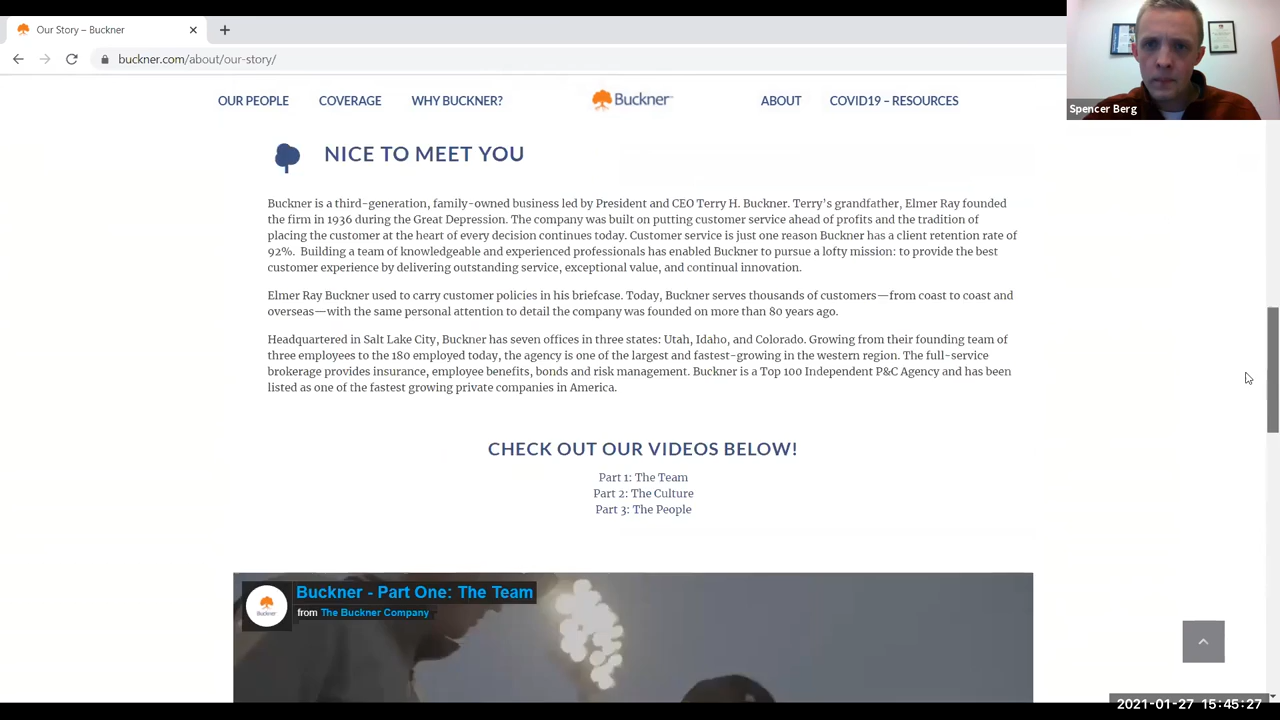 Our Story – Buckner
buckner.com/about/our-story/
Spencer Berg
OUR PEOPLE COVERAGE WHY BUCKNER? Buckner ABOUT COVID19 – RESOURCES
NICE TO MEET YOU
Buckner is a third-generation, family-owned business led by President and CEO Terry H. Buckner. Terry’s grandfather, Elmer Ray founded
the firm in 1936 during the Great Depression. The company was built on putting customer service ahead of profits and the tradition of
placing the customer at the heart of every decision continues today. Customer service is just one reason Buckner has a client retention rate of
92%. Building a team of knowledgeable and experienced professionals has enabled Buckner to pursue a lofty mission: to provide the best
customer experience by delivering outstanding service, exceptional value, and continual innovation.
Elmer Ray Buckner used to carry customer policies in his briefcase. Today, Buckner serves thousands of customers—from coast to coast and
overseas—with the same personal attention to detail the company was founded on more than 80 years ago.
Headquartered in Salt Lake City, Buckner has seven offices in three states: Utah, Idaho, and Colorado. Growing from their founding team of
three employees to the 180 employed today, the agency is one of the largest and fastest-growing in the western region. The full-service
brokerage provides insurance, employee benefits, bonds and risk management. Buckner is a Top 100 Independent P&C Agency and has been
listed as one of the fastest growing private companies in America.
CHECK OUT OUR VIDEOS BELOW!
Part 1: The Team
Part 2: The Culture
Part 3: The People
Buckner - Part One: The Team
from The Buckner Company
Buckner
2021-01-27 15:45:27